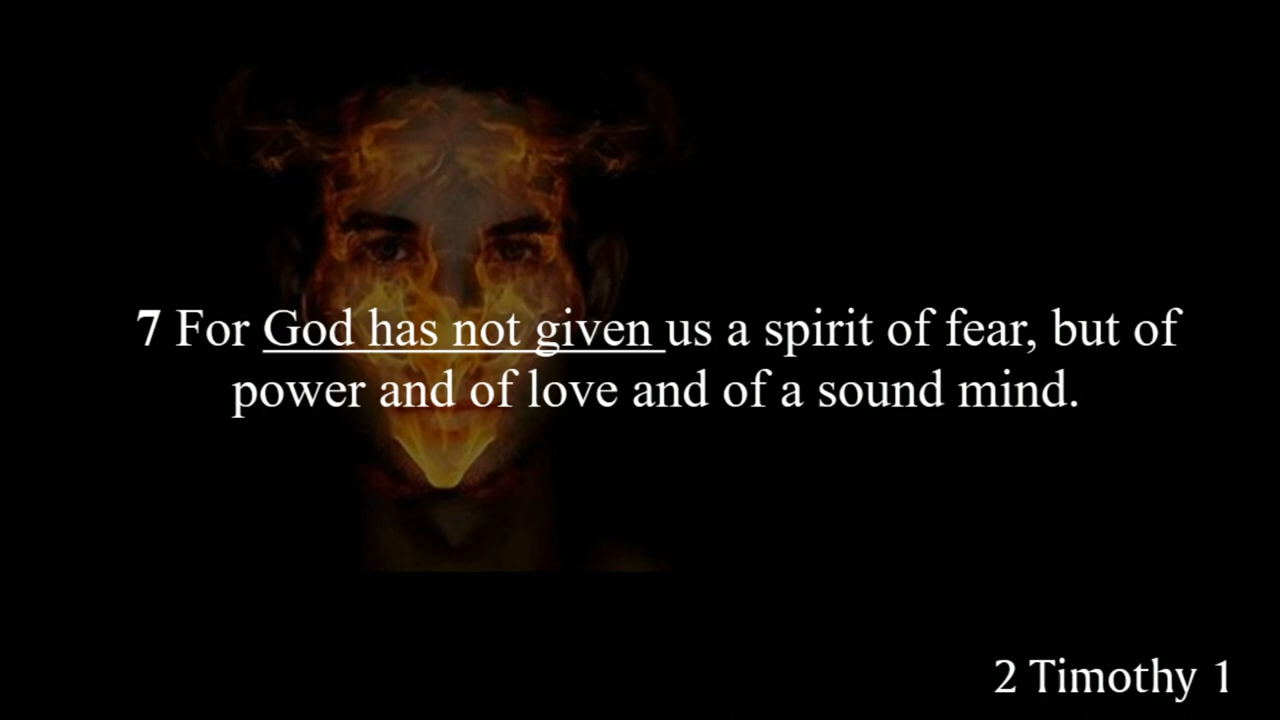 7 For God has not given us a spirit of fear, but of
power and of love and of a sound mind.
2 Timothy 1